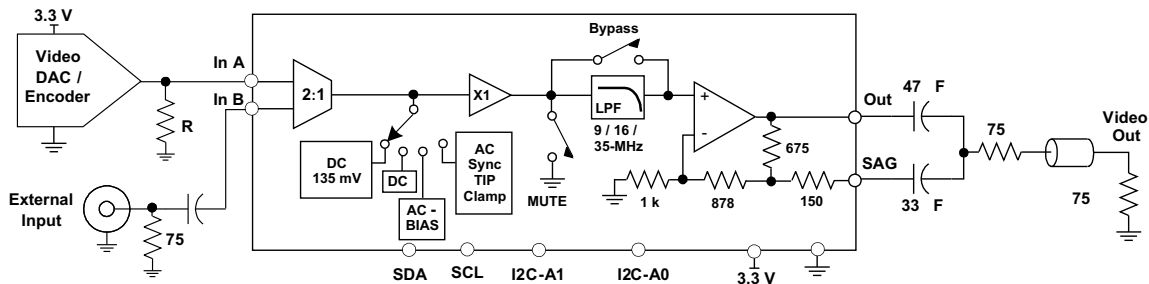 3.3 V
Video
DAC /
Encoder
R
External
Input
75
In A
In B
2:1
DC
135 mV
DC
AC -
BIAS
AC
Sync
TIP
Clamp
X1
MUTE
Bypass
LPF
9 / 16 /
35-MHz
+
-
675
1 k
878
150
Out
SAG
47 F
33 F
75
Video
Out
75
SDA
SCL
I2C-A1
I2C-A0
3.3 V